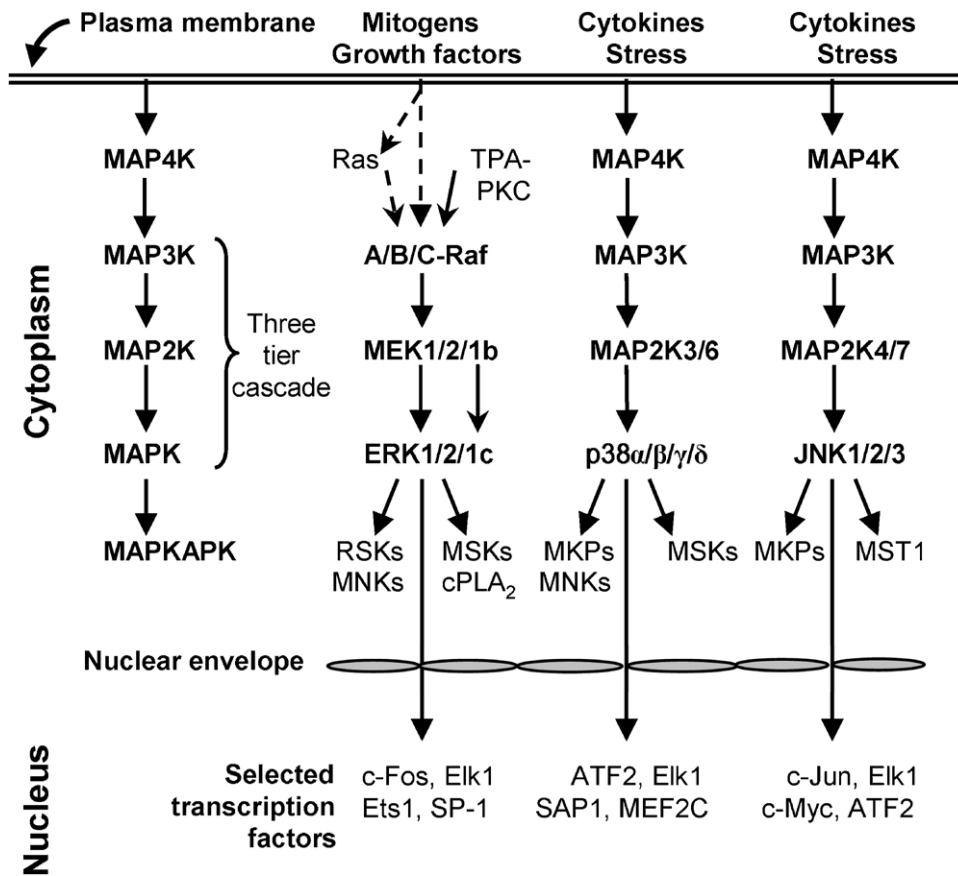 Plasma membrane
Mitogens
Growth factors
Cytokines
Stress
Cytokines
Stress
Cytoplasm
MAP4K
Ras
TPA-
PKC
MAP4K
MAP4K
MAP3K
A/B/C-Raf
MAP3K
MAP3K
Three
tier
cascade
MAP2K
MEK1/2/1b
MAP2K3/6
MAP2K4/7
MAPK
ERK1/2/1c
p38α/β/γ/δ
JNK1/2/3
MAPKAPK
RSKs
MNKs
MSKs
cPLA₂
MKPs
MNKs
MSKs
MKPs
MST1
Nuclear envelope
Nucleus
Selected
transcription
factors
c-Fos, Elk1
Ets1, SP-1
ATF2, Elk1
SAP1, MEF2C
c-Jun, Elk1
c-Myc, ATF2